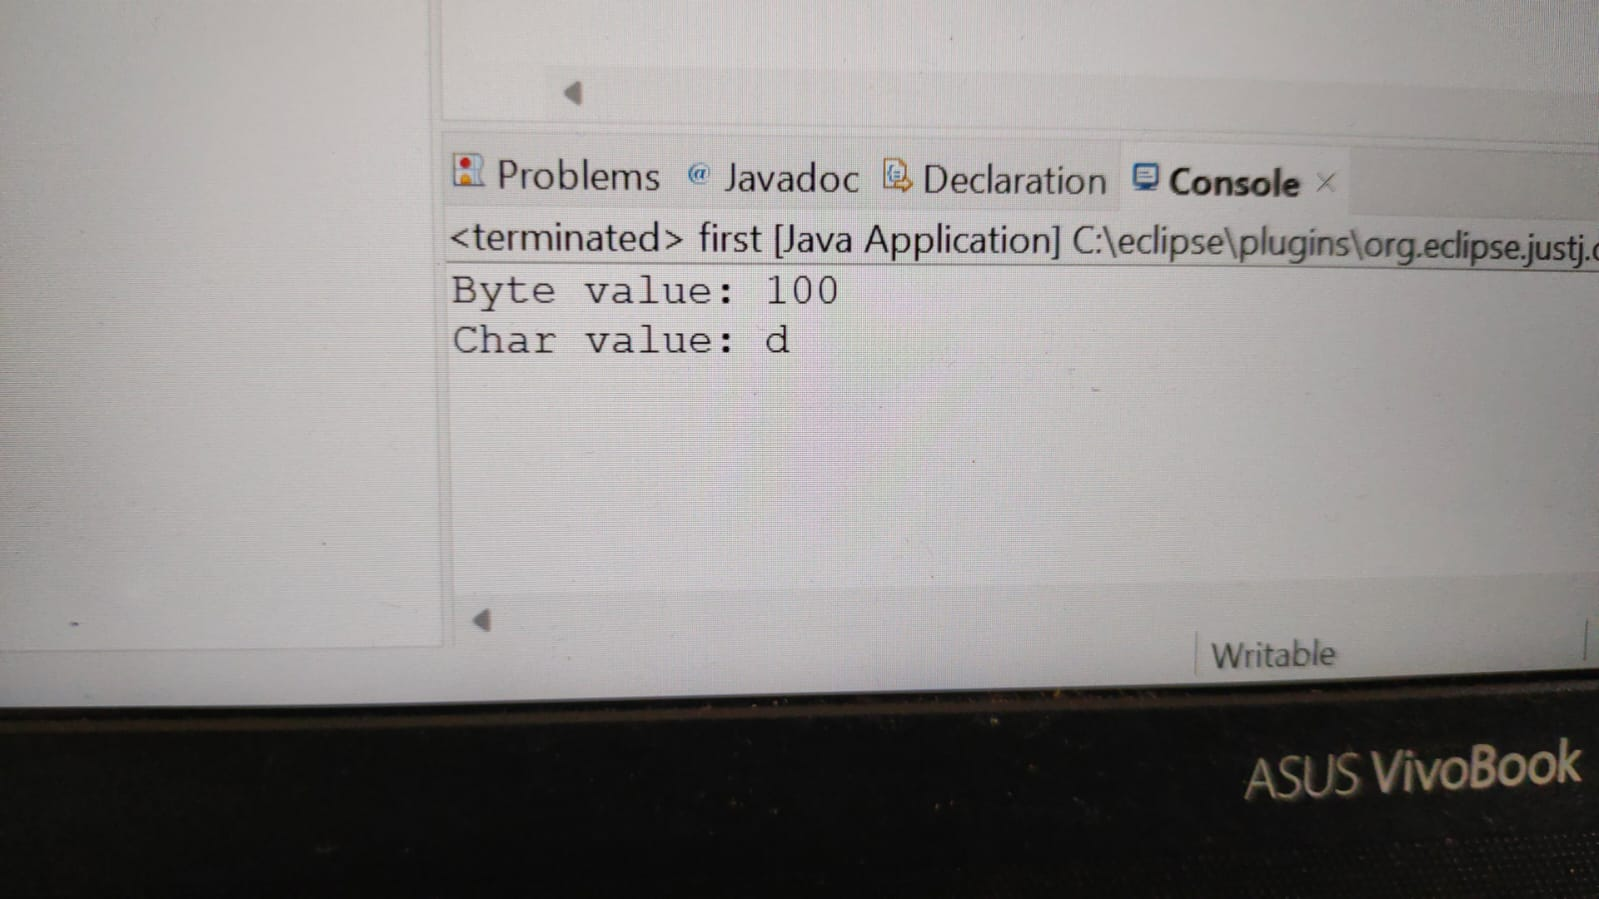 Problems @ Javadoc Declaration Console
<terminated> first [Java Application] C:\eclipse\plugins\org.eclipse.justj.
Byte value: 100
Char value: d
Writable
ASUS VivoBook